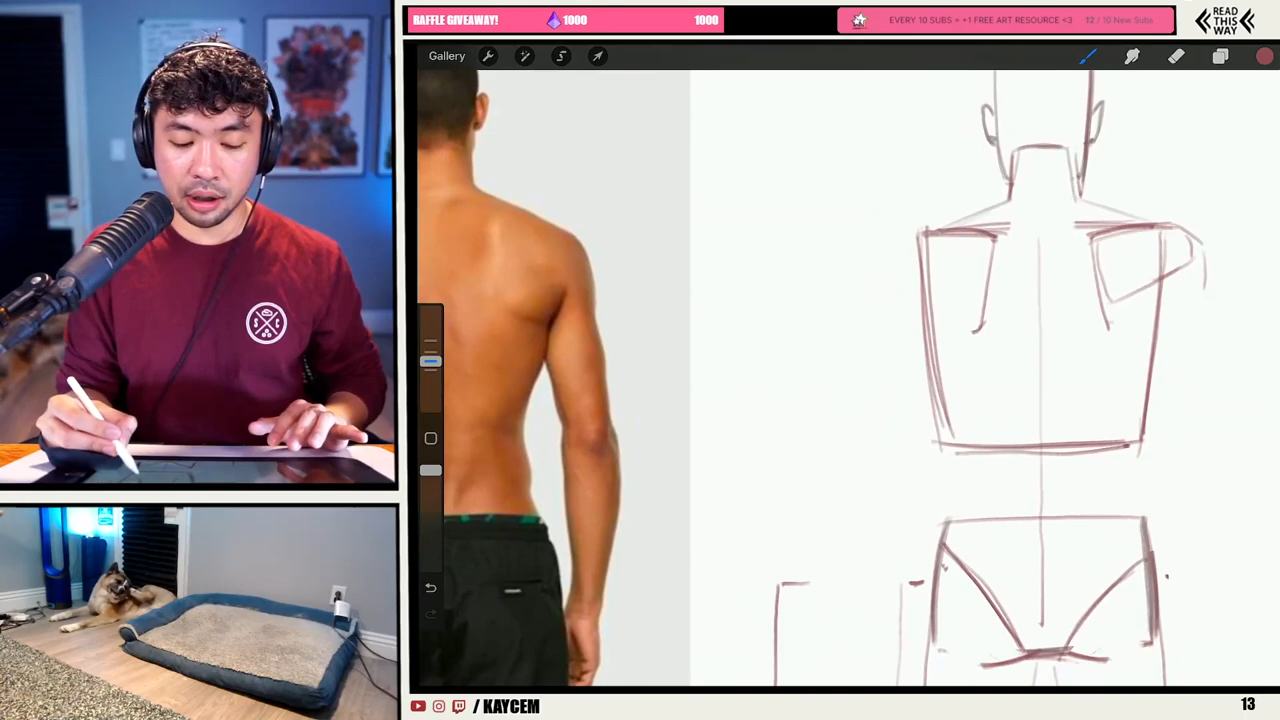 RAFFLE GIVEAWAY! 1000 1000
EVERY 10 SUBS = +1 FREE ART RESOURCE <3 12 / 10 New Subs
READ
THIS
WAY
Gallery
S C
/ KAYCEM
13